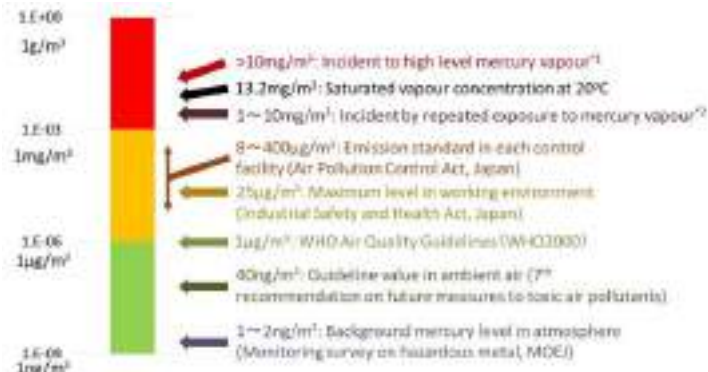 1.E+00
1g/m³
>10mg/m³: Incident to high level mercury vapour*¹
13.2mg/m³: Saturated vapour concentration at 20°C
1~10mg/m³: Incident by repeated exposure to mercury vapour*²
1.E-03
1mg/m³
8~400μg/m³: Emission standard in each control
facility (Air Pollution Control Act, Japan)
25μg/m³: Maximum level in working environment
(Industrial Safety and Health Act, Japan)
1.E-06
1μg/m³
1μg/m³: WHO Air Quality Guidelines (WHO2000)
40ng/m³: Guideline value in ambient air (7ᵗʰ
recommendation on future measures to toxic air pollutants)
1~2ng/m³: Background mercury level in atmosphere
(Monitoring survey on hazardous metal, MOEJ)
1.E-09
1ng/m³